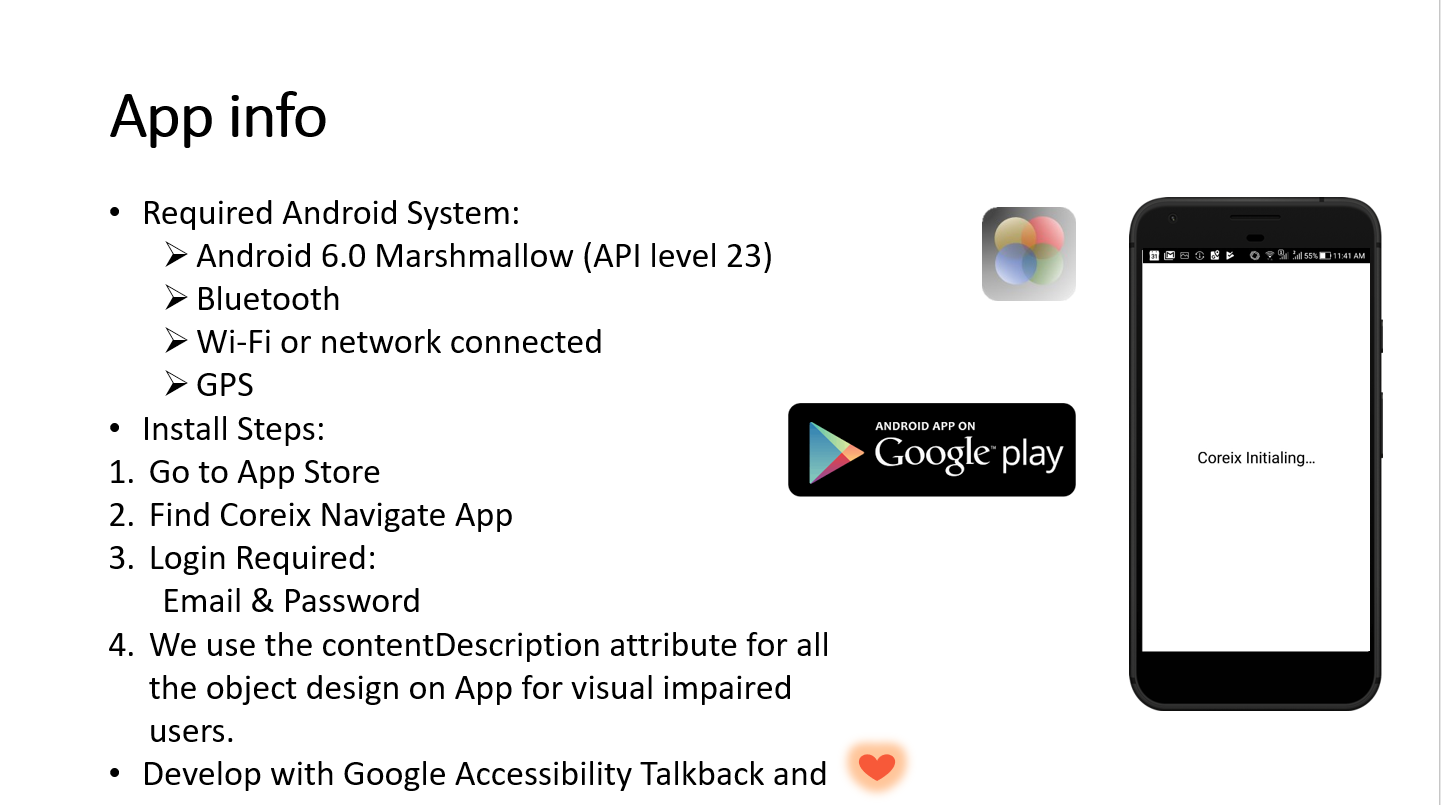 App info
• Required Android System:
➢ Android 6.0 Marshmallow (API level 23)
➢ Bluetooth
➢ Wi-Fi or network connected
➢ GPS
• Install Steps:
1. Go to App Store
2. Find Coreix Navigate App
3. Login Required:
Email & Password
4. We use the contentDescription attribute for all
the object design on App for visual impaired
users.
• Develop with Google Accessibility Talkback and
ANDROID APP ON
Google™ play
31 55% 11:41 AM
Coreix Initialing...